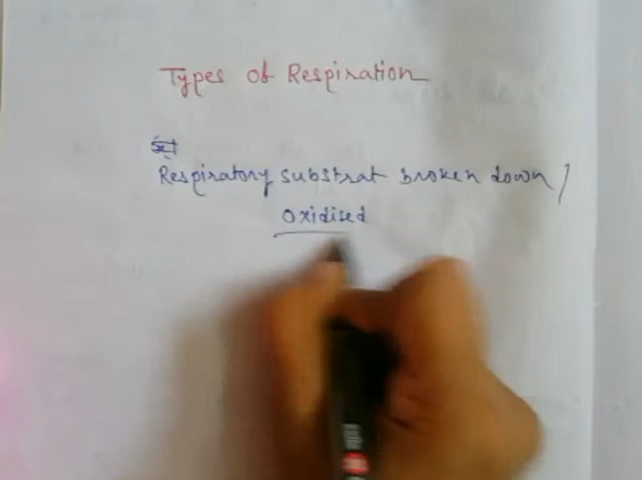 Types of Respiration
Respiratory substrat broken down /
Oxidised